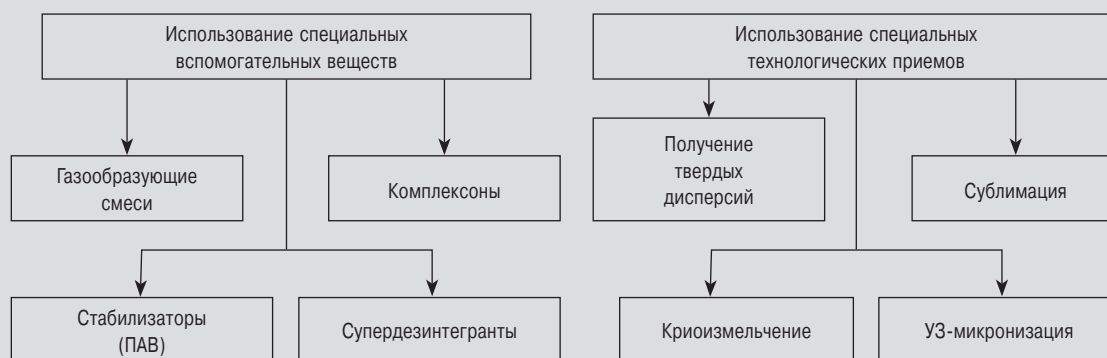 Использование специальных
вспомогательных веществ
Газообразующие
смеси
Комплексоны
Стабилизаторы
(ПАВ)
Супердезинтегранты
Использование специальных
технологических приемов
Получение
твердых
дисперсий
Сублимация
Криоизмельчение
УЗ-микронизация